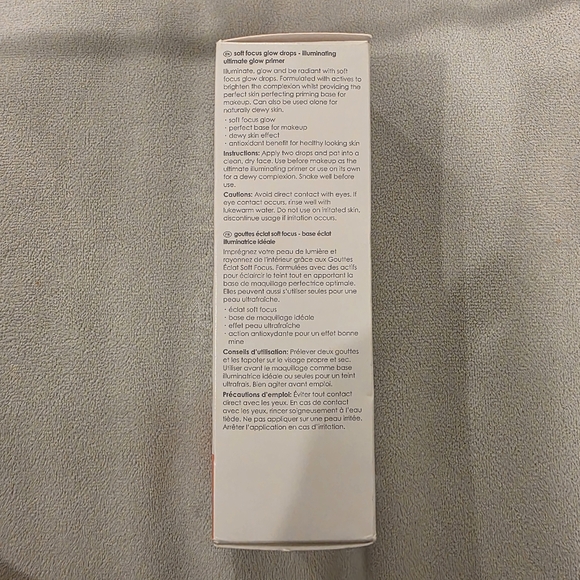 EN soft focus glow drops - illuminating
ultimate glow primer
Illuminate, glow and be radiant with soft
focus glow drops. Formulated with actives to
brighten the complexion whilst providing the
perfect skin perfecting priming base for
makeup. Can also be used alone for
naturally dewy skin.
· soft focus glow
· perfect base for makeup
· dewy skin effect
· antioxidant benefit for healthy looking skin
Instructions: Apply two drops and pat into a
clean, dry face. Use before makeup as the
ultimate illuminating primer or use on its own
for a dewy complexion. Shake well before
use.
Cautions: Avoid direct contact with eyes. If
eye contact occurs, rinse well with
lukewarm water. Do not use on irritated skin,
discontinue usage if irritation occurs.
FR gouttes éclat soft focus - base éclat
illuminatrice idéale
Imprégnez votre peau de lumière et
rayonnez de l'intérieur grâce aux Gouttes
Éclat Soft Focus. Formulées avec des actifs
pour éclaircir le teint tout en apportant la
base de maquillage perfectrice optimale.
Elles peuvent aussi s'utiliser seules pour une
peau ultrafraîche.
· éclat soft focus
· base de maquillage idéale
· effet peau ultrafraîche
· action antioxydante pour un effet bonne
mine
Conseils d'utilisation: Prélever deux gouttes
et les tapoter sur le visage propre et sec.
Utiliser avant le maquillage comme base
illuminatrice idéale ou seules pour un teint
ultrafrais. Bien agiter avant emploi.
Précautions d'emploi: Éviter tout contact
direct avec les yeux. En cas de contact
avec les yeux, rincer soigneusement à l'eau
tiède. Ne pas appliquer sur une peau irritée.
Arrêter l'application en cas d'irritation.